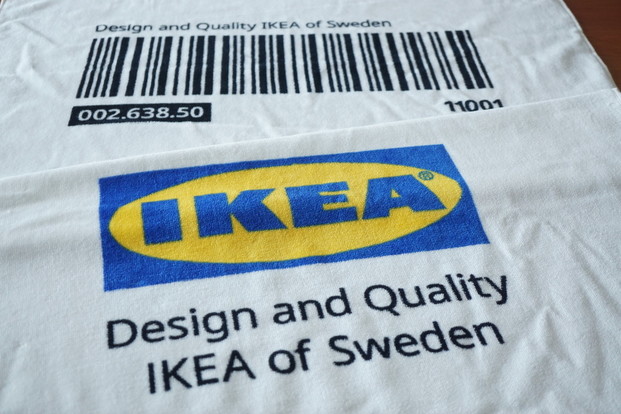 Design and Quality IKEA of Sweden
002.638.50 11001
IKEA®
Design and Quality
IKEA of Sweden